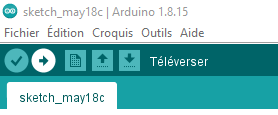 sketch_may18c | Arduino 1.8.15
Fichier Édition Croquis Outils Aide
Téléverser
sketch_may18c